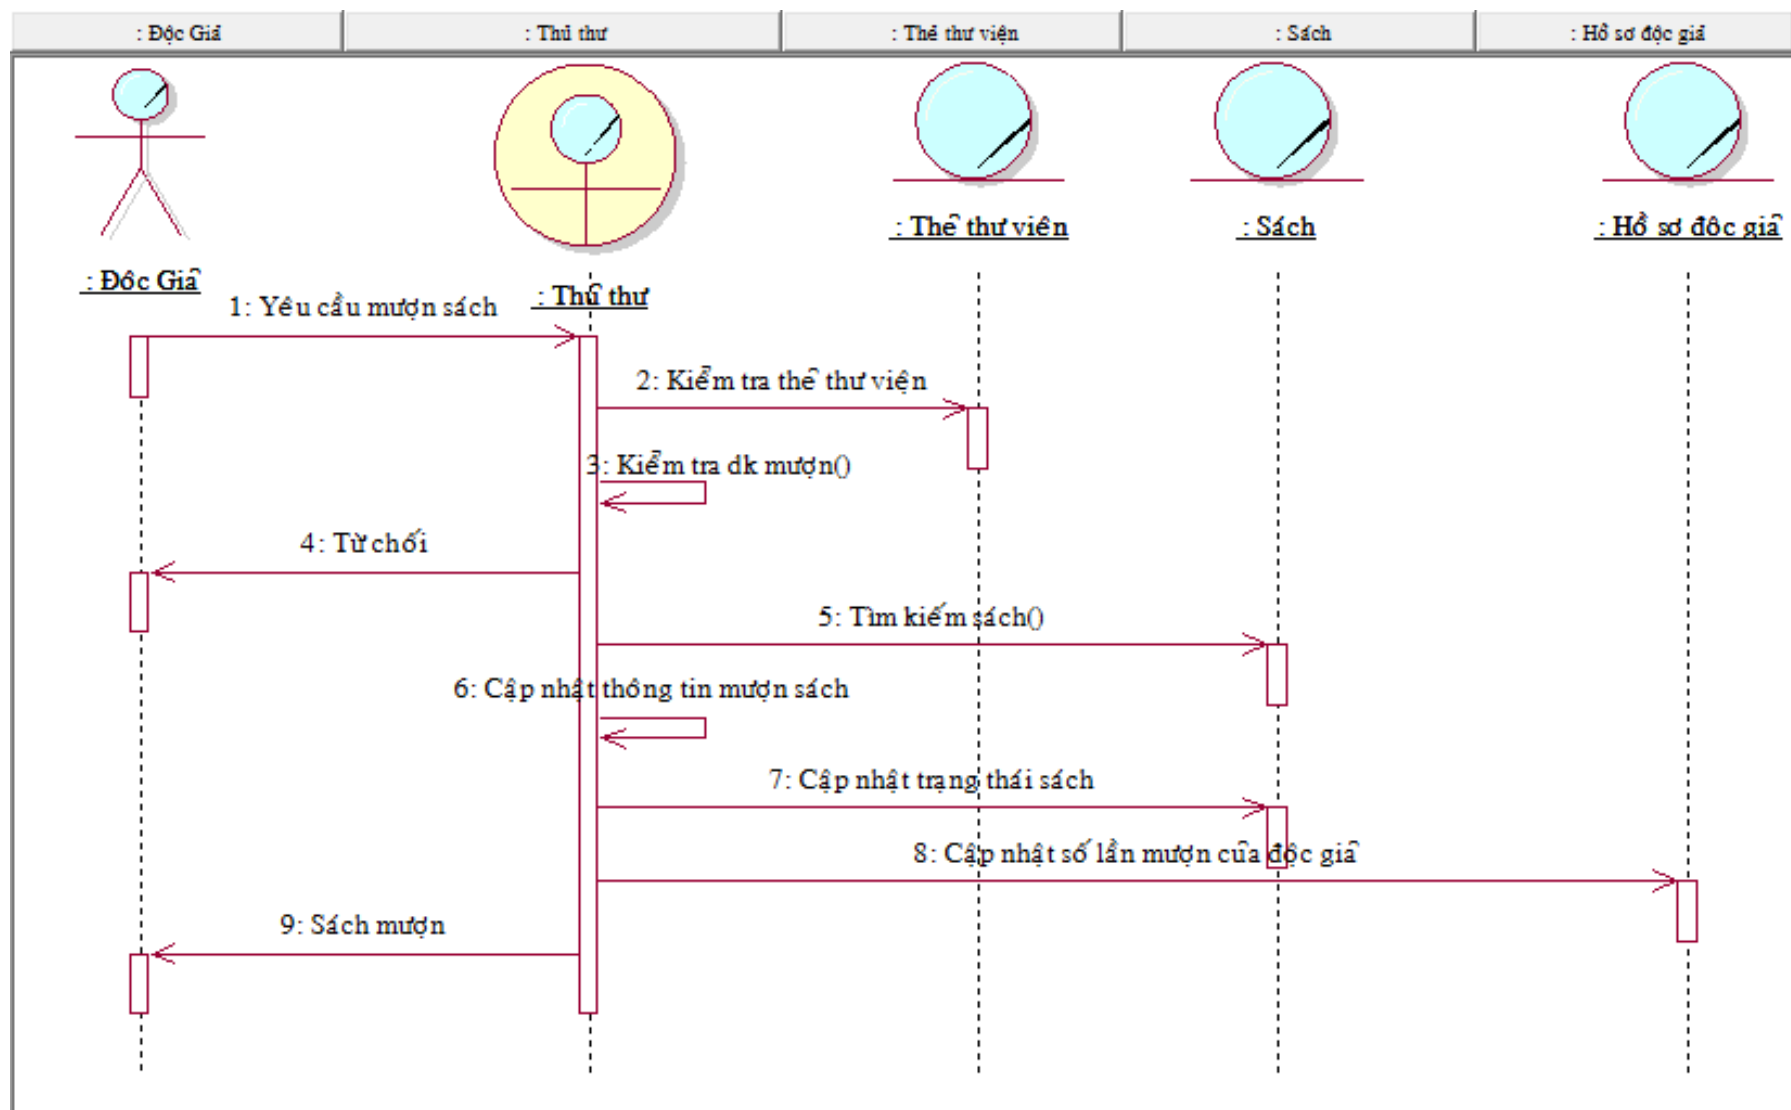 : Độc Giả
: Thủ thư
: Thẻ thư viện
: Sách
: Hồ sơ độc giả
: Thẻ thư viên
: Sách
: Hồ sơ đôc giả
: Đôc Giả
: Thủ thư
1: Yêu cầu mượn sách
2: Kiểm tra thẻ thư viện
3: Kiểm tra dk mượn()
4: Từ chối
5: Tìm kiếm sách()
6: Cập nhật thông tin mượn sách
7: Cập nhật trạng thái sách
8: Cập nhật số lần mượn của độc giả
9: Sách mượn